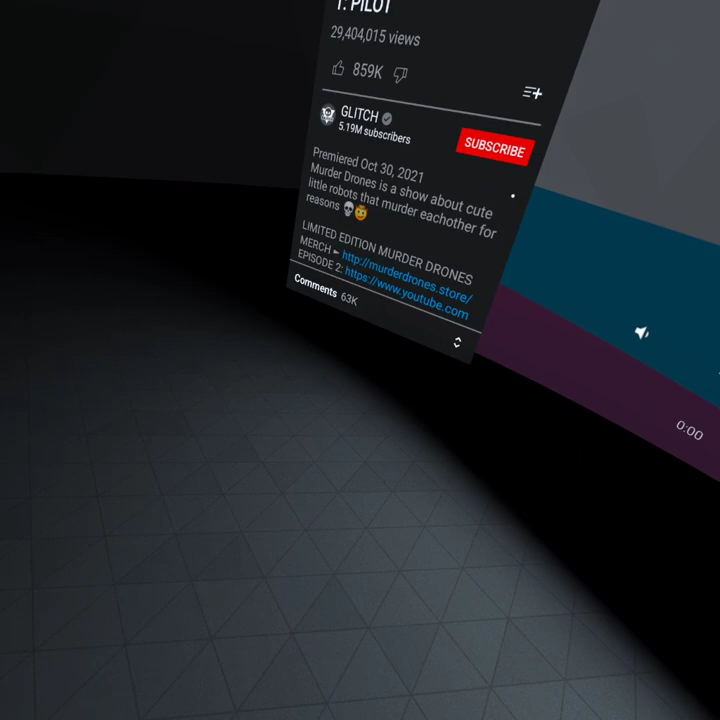 1: PILOT
29,404,015 views
859K
GLITCH
5.19M subscribers
SUBSCRIBE
Premiered Oct 30, 2021
Murder Drones is a show about cute
little robots that murder eachother for
reasons 💀🤠
LIMITED EDITION MURDER DRONES
MERCH ► http://murderdrones.store/
EPISODE 2: https://www.youtube.com
Comments 63K
0:00